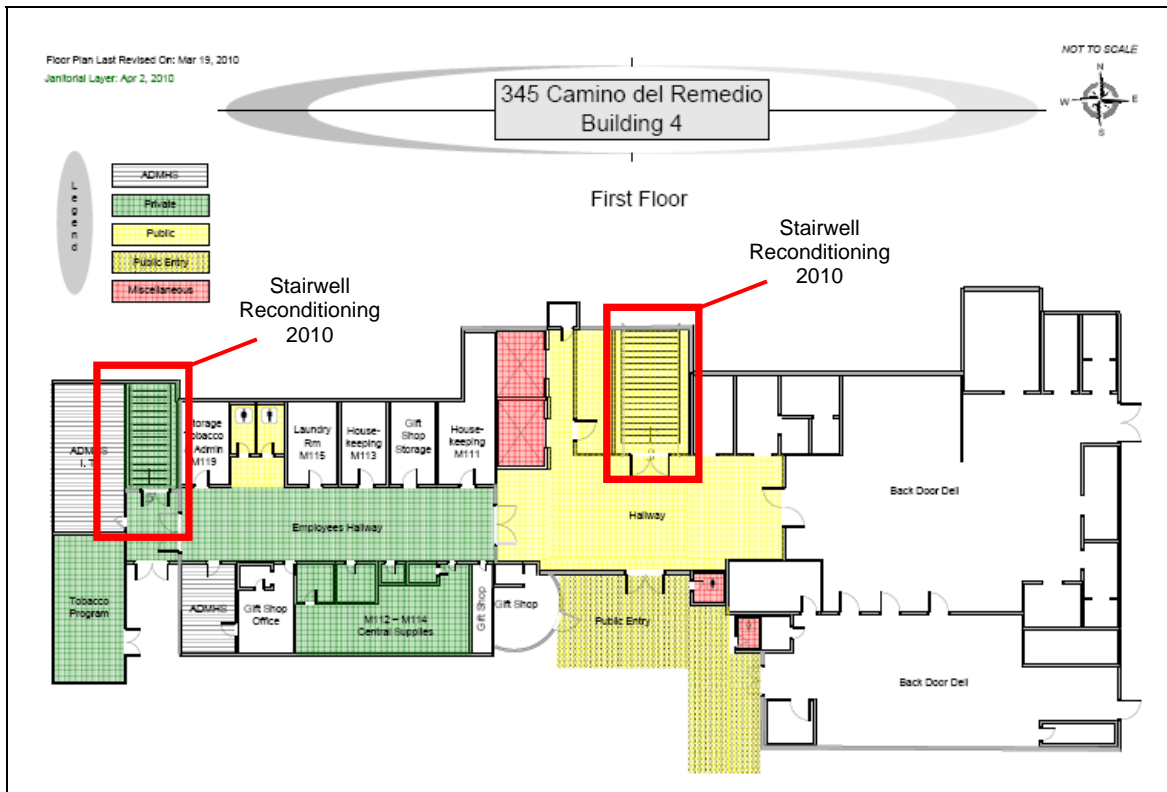 Floor Plan Last Revised On: Mar 19, 2010
Janitorial Layer: Apr 2, 2010
NOT TO SCALE
N
W
E
S
345 Camino del Remedio
Building 4
First Floor
Legend
ADMHS
Private
Public
Public Entry
Miscellaneous
Stairwell
Reconditioning
2010
Stairwell
Reconditioning
2010
ADMHS
I. T.
Storage
Tobacco
Admin
M119
Laundry
Rm
M115
House-
keeping
M113
Gift
Shop
Storage
House-
keeping
M111
Employees Hallway
Hallway
Back Door Deli
Tobacco
Program
ADMHS
Gift Shop
Office
M112 – M114
Central Supplies
Gift Shop
Gift Shop
Public Entry
Back Door Deli